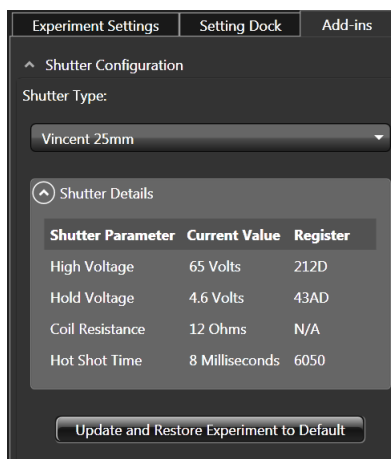 Experiment Settings Setting Dock Add-ins
Shutter Configuration
Shutter Type:
Vincent 25mm
Shutter Details
Shutter Parameter Current Value Register
High Voltage 65 Volts 212D
Hold Voltage 4.6 Volts 43AD
Coil Resistance 12 Ohms N/A
Hot Shot Time 8 Milliseconds 6050
Update and Restore Experiment to Default